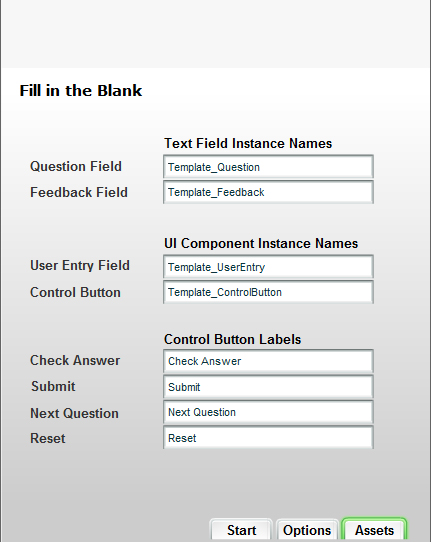 Fill in the Blank
Text Field Instance Names
Question Field Template_Question
Feedback Field Template_Feedback
UI Component Instance Names
User Entry Field Template_UserEntry
Control Button Template_ControlButton
Control Button Labels
Check Answer Check Answer
Submit Submit
Next Question Next Question
Reset Reset
Start Options Assets